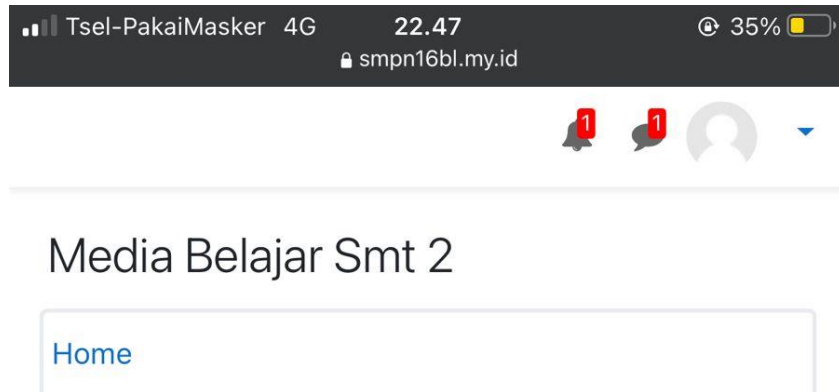 Tsel-PakaiMasker 4G 22.47 35%
smpn16bl.my.id
1 1
Media Belajar Smt 2
Home